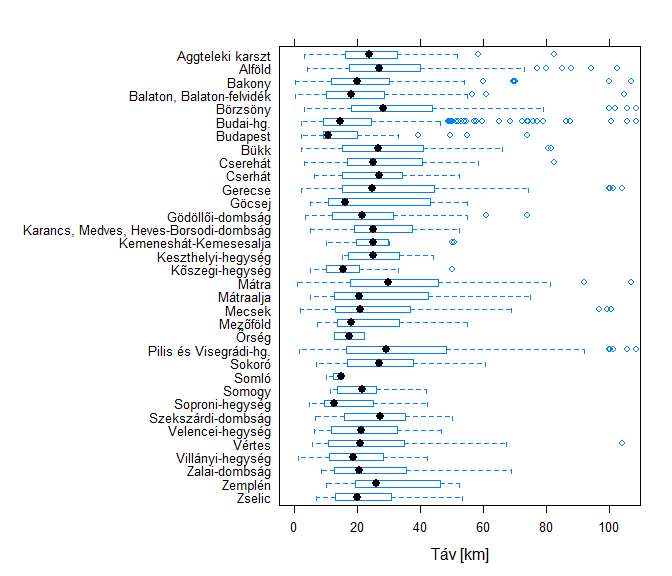 Aggteleki karszt
Alföld
Bakony
Balaton, Balaton-felvidék
Börzsöny
Budai-hg.
Budapest
Bükk
Cserehát
Cserhát
Gerecse
Göcsej
Gödöllői-dombság
Karancs, Medves, Heves-Borsodi-dombság
Kemeneshát-Kemesesalja
Keszthelyi-hegység
Kőszegi-hegység
Mátra
Mátraalja
Mecsek
Mezőföld
Őrség
Pilis és Visegrádi-hg.
Sokoró
Somló
Somogy
Soproni-hegység
Szekszárdi-dombság
Velencei-hegység
Vértes
Villányi-hegység
Zalai-dombság
Zemplén
Zselic
0 20 40 60 80 100
Táv [km]